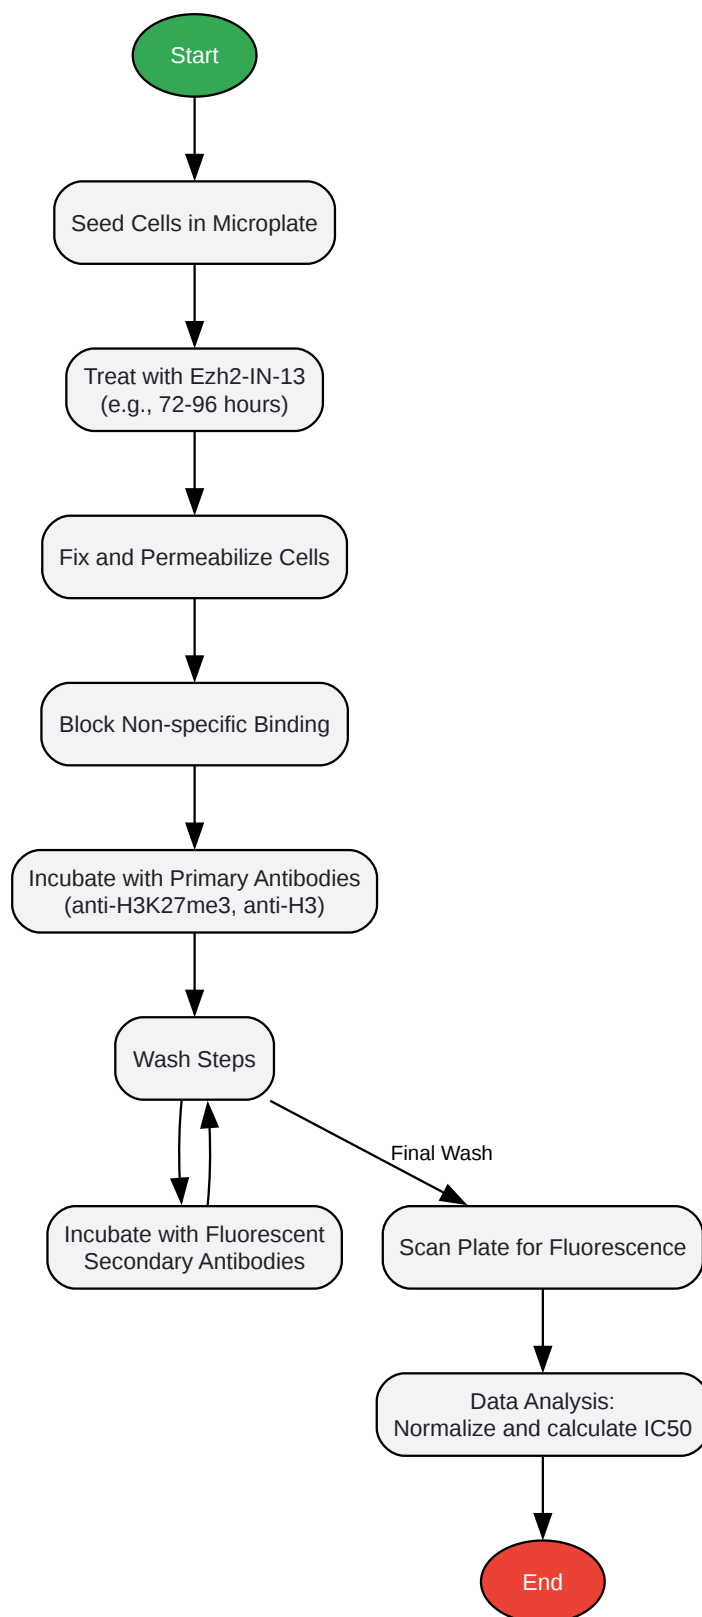 Start
Seed Cells in Microplate
Treat with Ezh2-IN-13
(e.g., 72-96 hours)
Fix and Permeabilize Cells
Block Non-specific Binding
Incubate with Primary Antibodies
(anti-H3K27me3, anti-H3)
Wash Steps
Final Wash
Incubate with Fluorescent
Secondary Antibodies
Scan Plate for Fluorescence
Data Analysis:
Normalize and calculate IC50
End